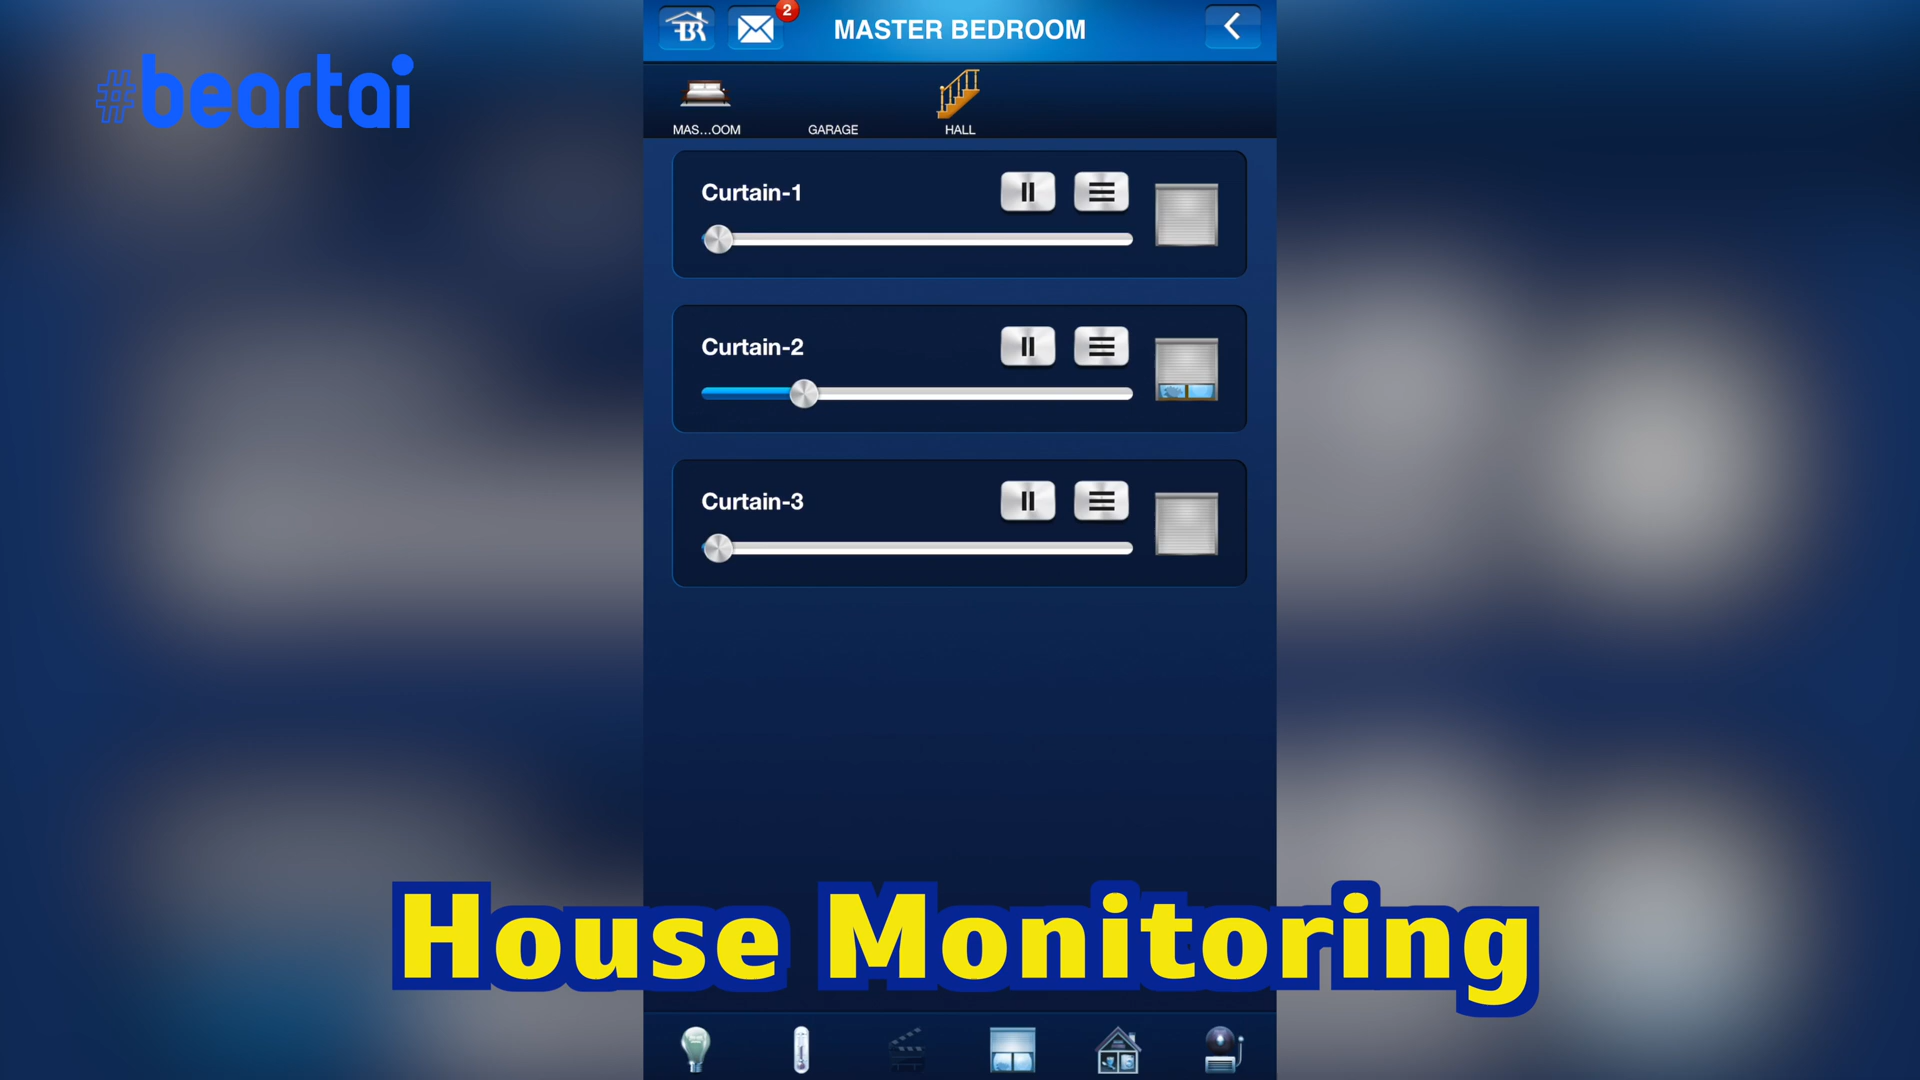 #beartai
2
MASTER BEDROOM
MAS...OOM
GARAGE
HALL
Curtain-1
Curtain-2
Curtain-3
House Monitoring